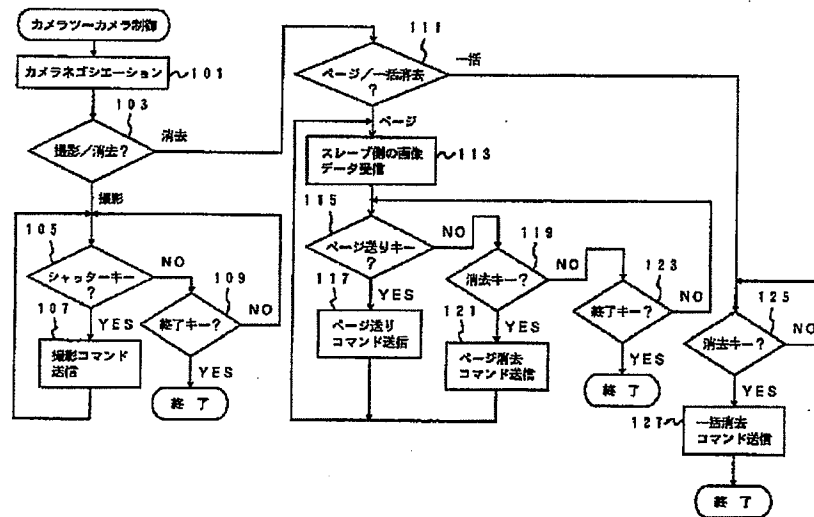 カメラツーカメラ制御
カメラネゴシエーション
101
103
撮影／消去？
消去
撮影
105
シャッターキー
？
NO
YES
107
撮影コマンド
送信
109
終了キー？
NO
YES
終了
111
ページ／一括消去
？
一括
ページ
スレーブ側の画像
データ受信
113
115
ページ送りキー
？
NO
YES
117
ページ送り
コマンド送信
119
消去キー？
NO
YES
121
ページ消去
コマンド送信
123
終了キー？
NO
YES
終了
125
消去キー？
NO
YES
127
一括消去
コマンド送信
終了